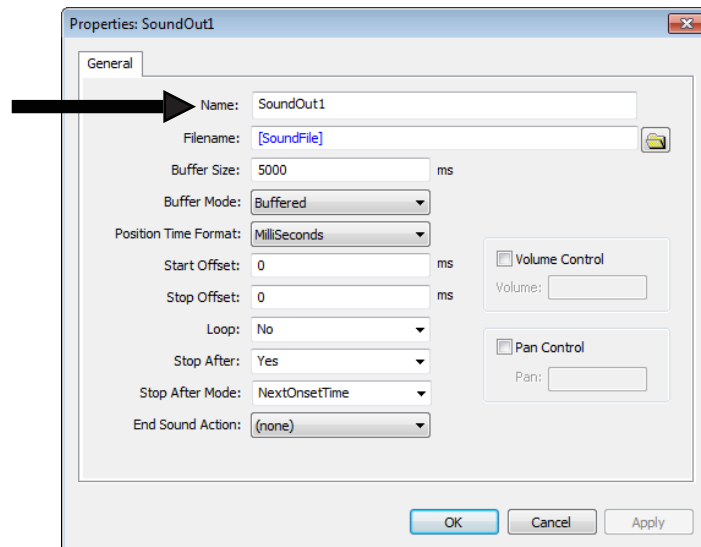 Properties: SoundOut1
General
Name: SoundOut1
Filename: [SoundFile]
Buffer Size: 5000 ms
Buffer Mode: Buffered
Position Time Format: MilliSeconds
Start Offset: 0 ms
Stop Offset: 0 ms
Loop: No
Stop After: Yes
Stop After Mode: NextOnsetTime
End Sound Action: (none)
Volume Control
Volume:
Pan Control
Pan:
OK Cancel Apply